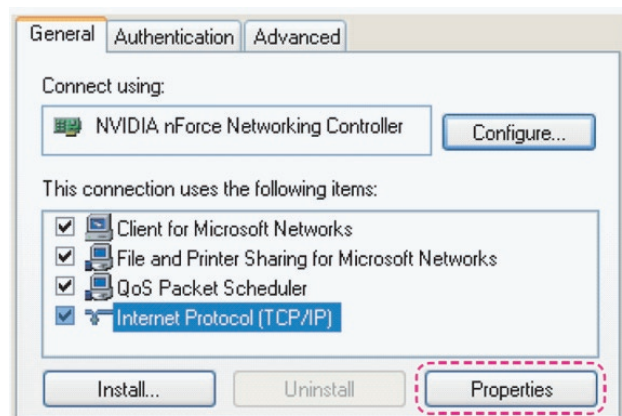 General Authentication Advanced
Connect using:
NVIDIA nForce Networking Controller Configure...
This connection uses the following items:
Client for Microsoft Networks
File and Printer Sharing for Microsoft Networks
QoS Packet Scheduler
Internet Protocol (TCP/IP)
Install... Uninstall Properties